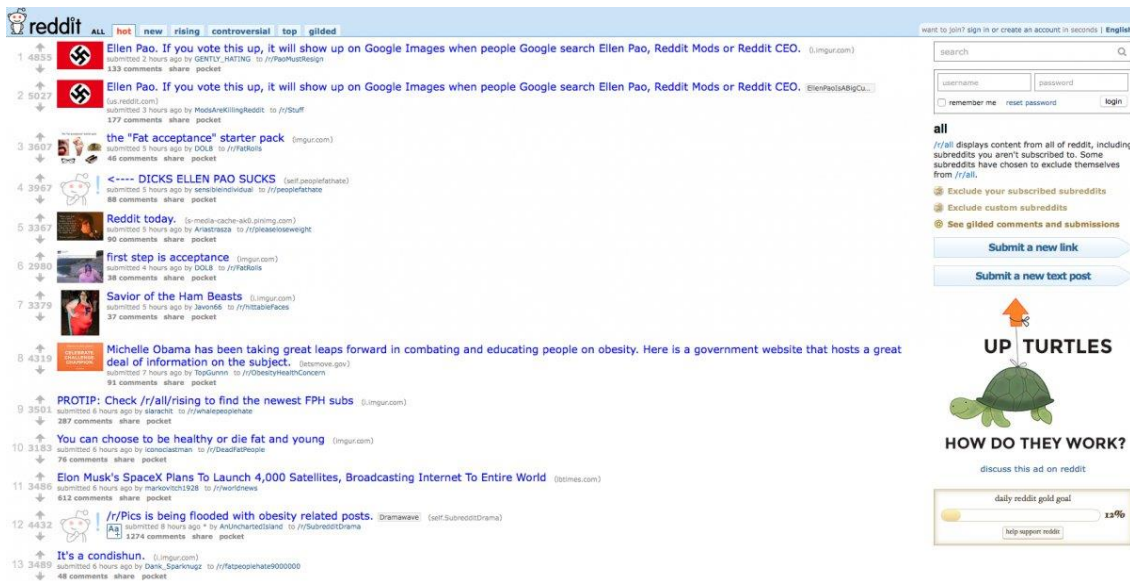 reddit ALL hot new rising controversial top gilded
want to join? sign in or create an account in seconds | English
1 4855 Ellen Pao. If you vote this up, it will show up on Google Images when people Google search Ellen Pao, Reddit Mods or Reddit CEO. (i.imgur.com)
submitted 2 hours ago by GENTLY_HATING to /r/PaoMustResign
133 comments share pocket
2 5027 Ellen Pao. If you vote this up, it will show up on Google Images when people Google search Ellen Pao, Reddit Mods or Reddit CEO. EllenPaoIsABigCu...
(us.reddit.com)
submitted 3 hours ago by ModsAreKillingReddit to /r/Stuff
177 comments share pocket
3 3607 the "Fat acceptance" starter pack (imgur.com)
submitted 5 hours ago by DOL8 to /r/FatRolls
46 comments share pocket
4 3967 <---- DICKS ELLEN PAO SUCKS (self.peoplefathate)
submitted 5 hours ago by sensibleindividual to /r/peoplefathate
88 comments share pocket
5 3367 Reddit today. (s-media-cache-ak0.pinimg.com)
submitted 5 hours ago by Ariastrasza to /r/pleaseloseweight
90 comments share pocket
6 2980 first step is acceptance (imgur.com)
submitted 4 hours ago by DOL8 to /r/FatRolls
38 comments share pocket
7 3379 Savior of the Ham Beasts (i.imgur.com)
submitted 5 hours ago by Javon66 to /r/hittableFaces
37 comments share pocket
8 4319 Michelle Obama has been taking great leaps forward in combating and educating people on obesity. Here is a government website that hosts a great
deal of information on the subject. (letsmove.gov)
submitted 7 hours ago by TopGunnn to /r/ObesityHealthConcern
91 comments share pocket
9 3501 PROTIP: Check /r/all/rising to find the newest FPH subs (i.imgur.com)
submitted 6 hours ago by slarachit to /r/whalepeoplehate
287 comments share pocket
10 3183 You can choose to be healthy or die fat and young (imgur.com)
submitted 6 hours ago by iconoclastman to /r/DeadFatPeople
76 comments share pocket
11 3486 Elon Musk's SpaceX Plans To Launch 4,000 Satellites, Broadcasting Internet To Entire World (ibtimes.com)
submitted 6 hours ago by markovitch1928 to /r/worldnews
612 comments share pocket
12 4432 /r/Pics is being flooded with obesity related posts. Dramawave (self.SubredditDrama)
Aa+ submitted 8 hours ago * by AnUnchartedIsland to /r/SubredditDrama
1274 comments share pocket
13 3489 It's a condishun. (i.imgur.com)
submitted 6 hours ago by Dank_Sparknugz to /r/fatpeoplehate9000000
48 comments share pocket
search
username password
remember me reset password login
all
/r/all displays content from all of reddit, including
subreddits you aren't subscribed to. Some
subreddits have chosen to exclude themselves
from /r/all.
Exclude your subscribed subreddits
Exclude custom subreddits
See gilded comments and submissions
Submit a new link
Submit a new text post
UP TURTLES
HOW DO THEY WORK?
discuss this ad on reddit
daily reddit gold goal
12%
help support reddit